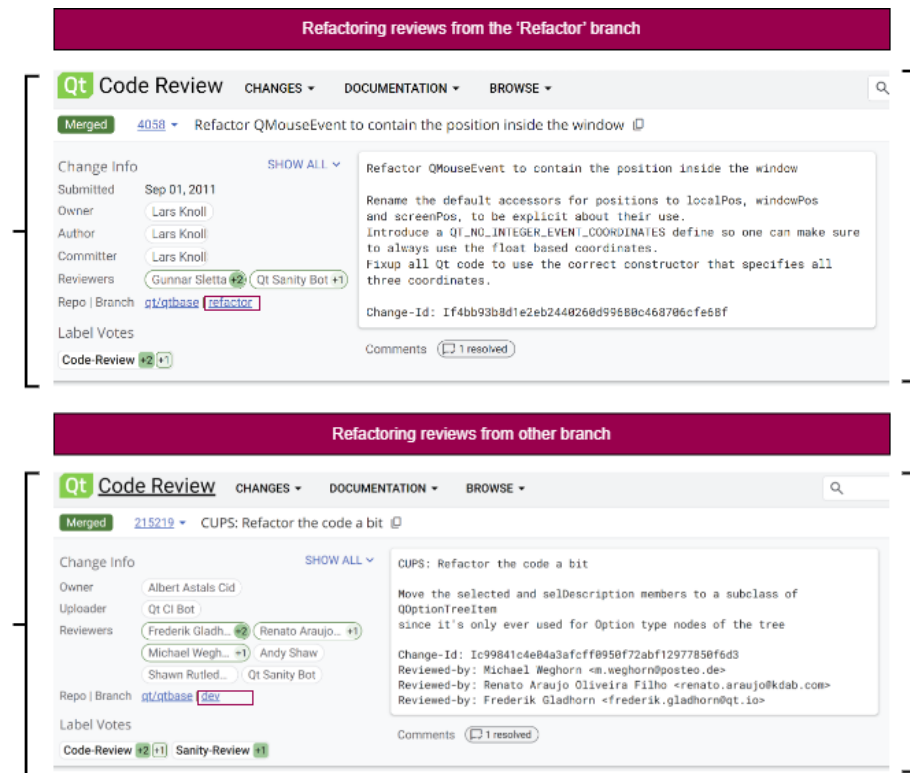 Refactoring reviews from the ‘Refactor’ branch
Qt Code Review CHANGES DOCUMENTATION BROWSE
Merged 4058 Refactor QMouseEvent to contain the position inside the window
Change Info SHOW ALL
Submitted Sep 01, 2011
Owner Lars Knoll
Author Lars Knoll
Committer Lars Knoll
Reviewers Gunnar Sletta +2 Qt Sanity Bot +1
Repo | Branch qt/qtbase | refactor
Label Votes
Code-Review +2 +1
Refactor QMouseEvent to contain the position inside the window
Rename the default accessors for positions to localPos, windowPos
and screenPos, to be explicit about their use.
Introduce a QT_NO_INTEGER_EVENT_COORDINATES define so one can make sure
to always use the float based coordinates.
Fixup all Qt code to use the correct constructor that specifies all
three coordinates.
Change-Id: If4bb93b8d1e2eb2440260d99680c468706cfe68f
Comments 1 resolved
Refactoring reviews from other branch
Qt Code Review CHANGES DOCUMENTATION BROWSE
Merged 215219 CUPS: Refactor the code a bit
Change Info SHOW ALL
Owner Albert Astals Cid
Uploader Qt CI Bot
Reviewers Frederik Gladh... +2 Renato Araujo... +1
Michael Wegh... +1 Andy Shaw
Shawn Rutled... Qt Sanity Bot
Repo | Branch qt/qtbase | dev
Label Votes
Code-Review +2 +1 Sanity-Review +1
CUPS: Refactor the code a bit
Move the selected and selDescription members to a subclass of
QOptionTreeItem
since it's only ever used for Option type nodes of the tree
Change-Id: Ic99841c4e04a3afcff0950f72abf12977850f6d3
Reviewed-by: Michael Weghorn <m.weghorn@posteo.de>
Reviewed-by: Renato Araujo Oliveira Filho <renato.araujo@kdab.com>
Reviewed-by: Frederik Gladhorn <frederik.gladhorn@qt.io>
Comments 1 resolved